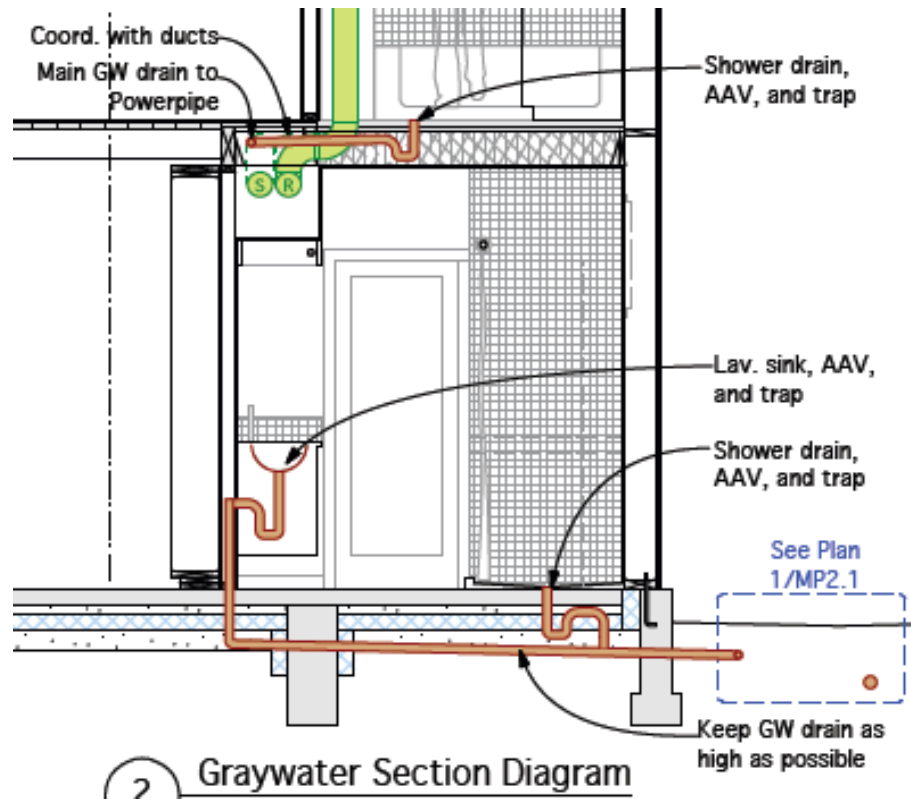 Coord. with ducts
Main GW drain to
Powerpipe
Shower drain,
AAV, and trap
S
R
Lav. sink, AAV,
and trap
Shower drain,
AAV, and trap
See Plan
1/MP2.1
Keep GW drain as
high as possible
2
Graywater Section Diagram